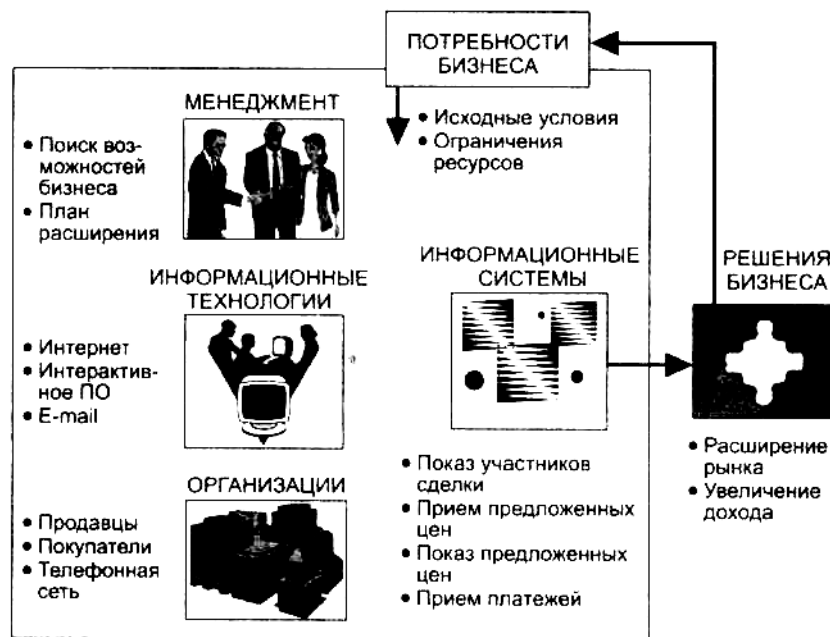 ПОТРЕБНОСТИ
БИЗНЕСА
МЕНЕДЖМЕНТ
• Поиск воз-
можностей
бизнеса
• План
расширения
• Исходные условия
• Ограничения
ресурсов
ИНФОРМАЦИОННЫЕ
ТЕХНОЛОГИИ
• Интернет
• Интерактив-
ное ПО
• E-mail
ИНФОРМАЦИОННЫЕ
СИСТЕМЫ
РЕШЕНИЯ
БИЗНЕСА
ОРГАНИЗАЦИИ
• Продавцы
• Покупатели
• Телефонная
сеть
• Показ участников
сделки
• Прием предложенных
цен
• Показ предложенных
цен
• Прием платежей
• Расширение
рынка
• Увеличение
дохода